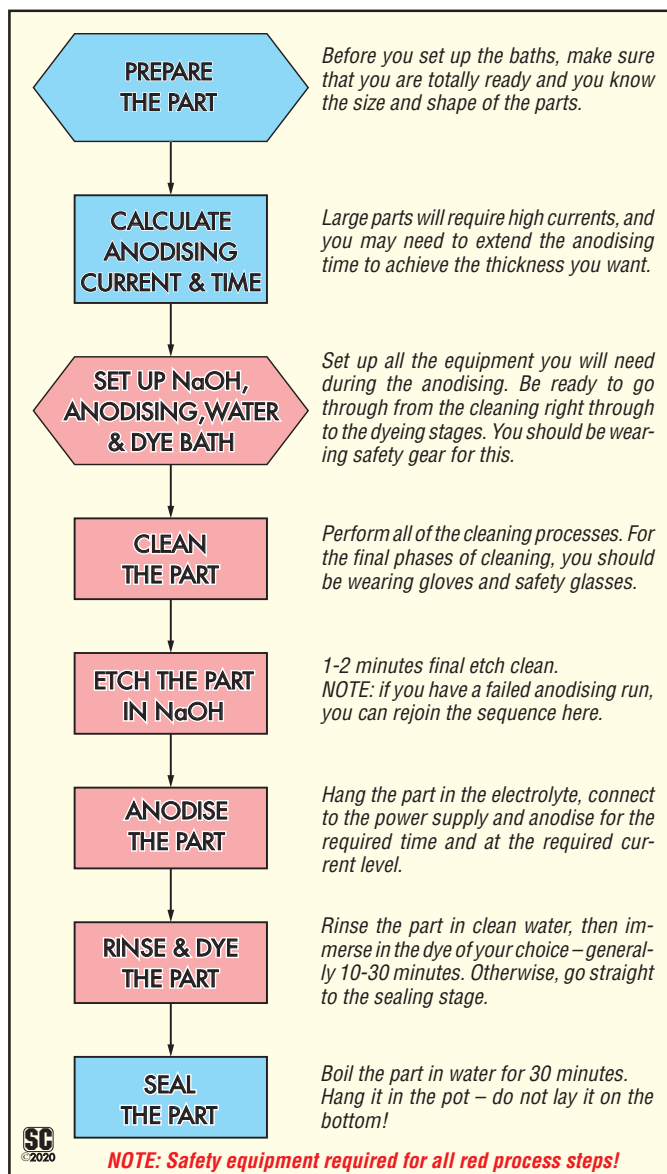 PREPARE
THE PART
Before you set up the baths, make sure
that you are totally ready and you know
the size and shape of the parts.
CALCULATE
ANODISING
CURRENT & TIME
Large parts will require high currents, and
you may need to extend the anodising
time to achieve the thickness you want.
SET UP NaOH,
ANODISING,WATER
& DYE BATH
Set up all the equipment you will need
during the anodising. Be ready to go
through from the cleaning right through
to the dyeing stages. You should be wear-
ing safety gear for this.
CLEAN
THE PART
Perform all of the cleaning processes. For
the final phases of cleaning, you should
be wearing gloves and safety glasses.
ETCH THE PART
IN NaOH
1-2 minutes final etch clean.
NOTE: if you have a failed anodising run,
you can rejoin the sequence here.
ANODISE
THE PART
Hang the part in the electrolyte, connect
to the power supply and anodise for the
required time and at the required cur-
rent level.
RINSE & DYE
THE PART
Rinse the part in clean water, then im-
merse in the dye of your choice – general-
ly 10-30 minutes. Otherwise, go straight
to the sealing stage.
SEAL
THE PART
Boil the part in water for 30 minutes.
Hang it in the pot – do not lay it on the
bottom!
SC
©2020
NOTE: Safety equipment required for all red process steps!